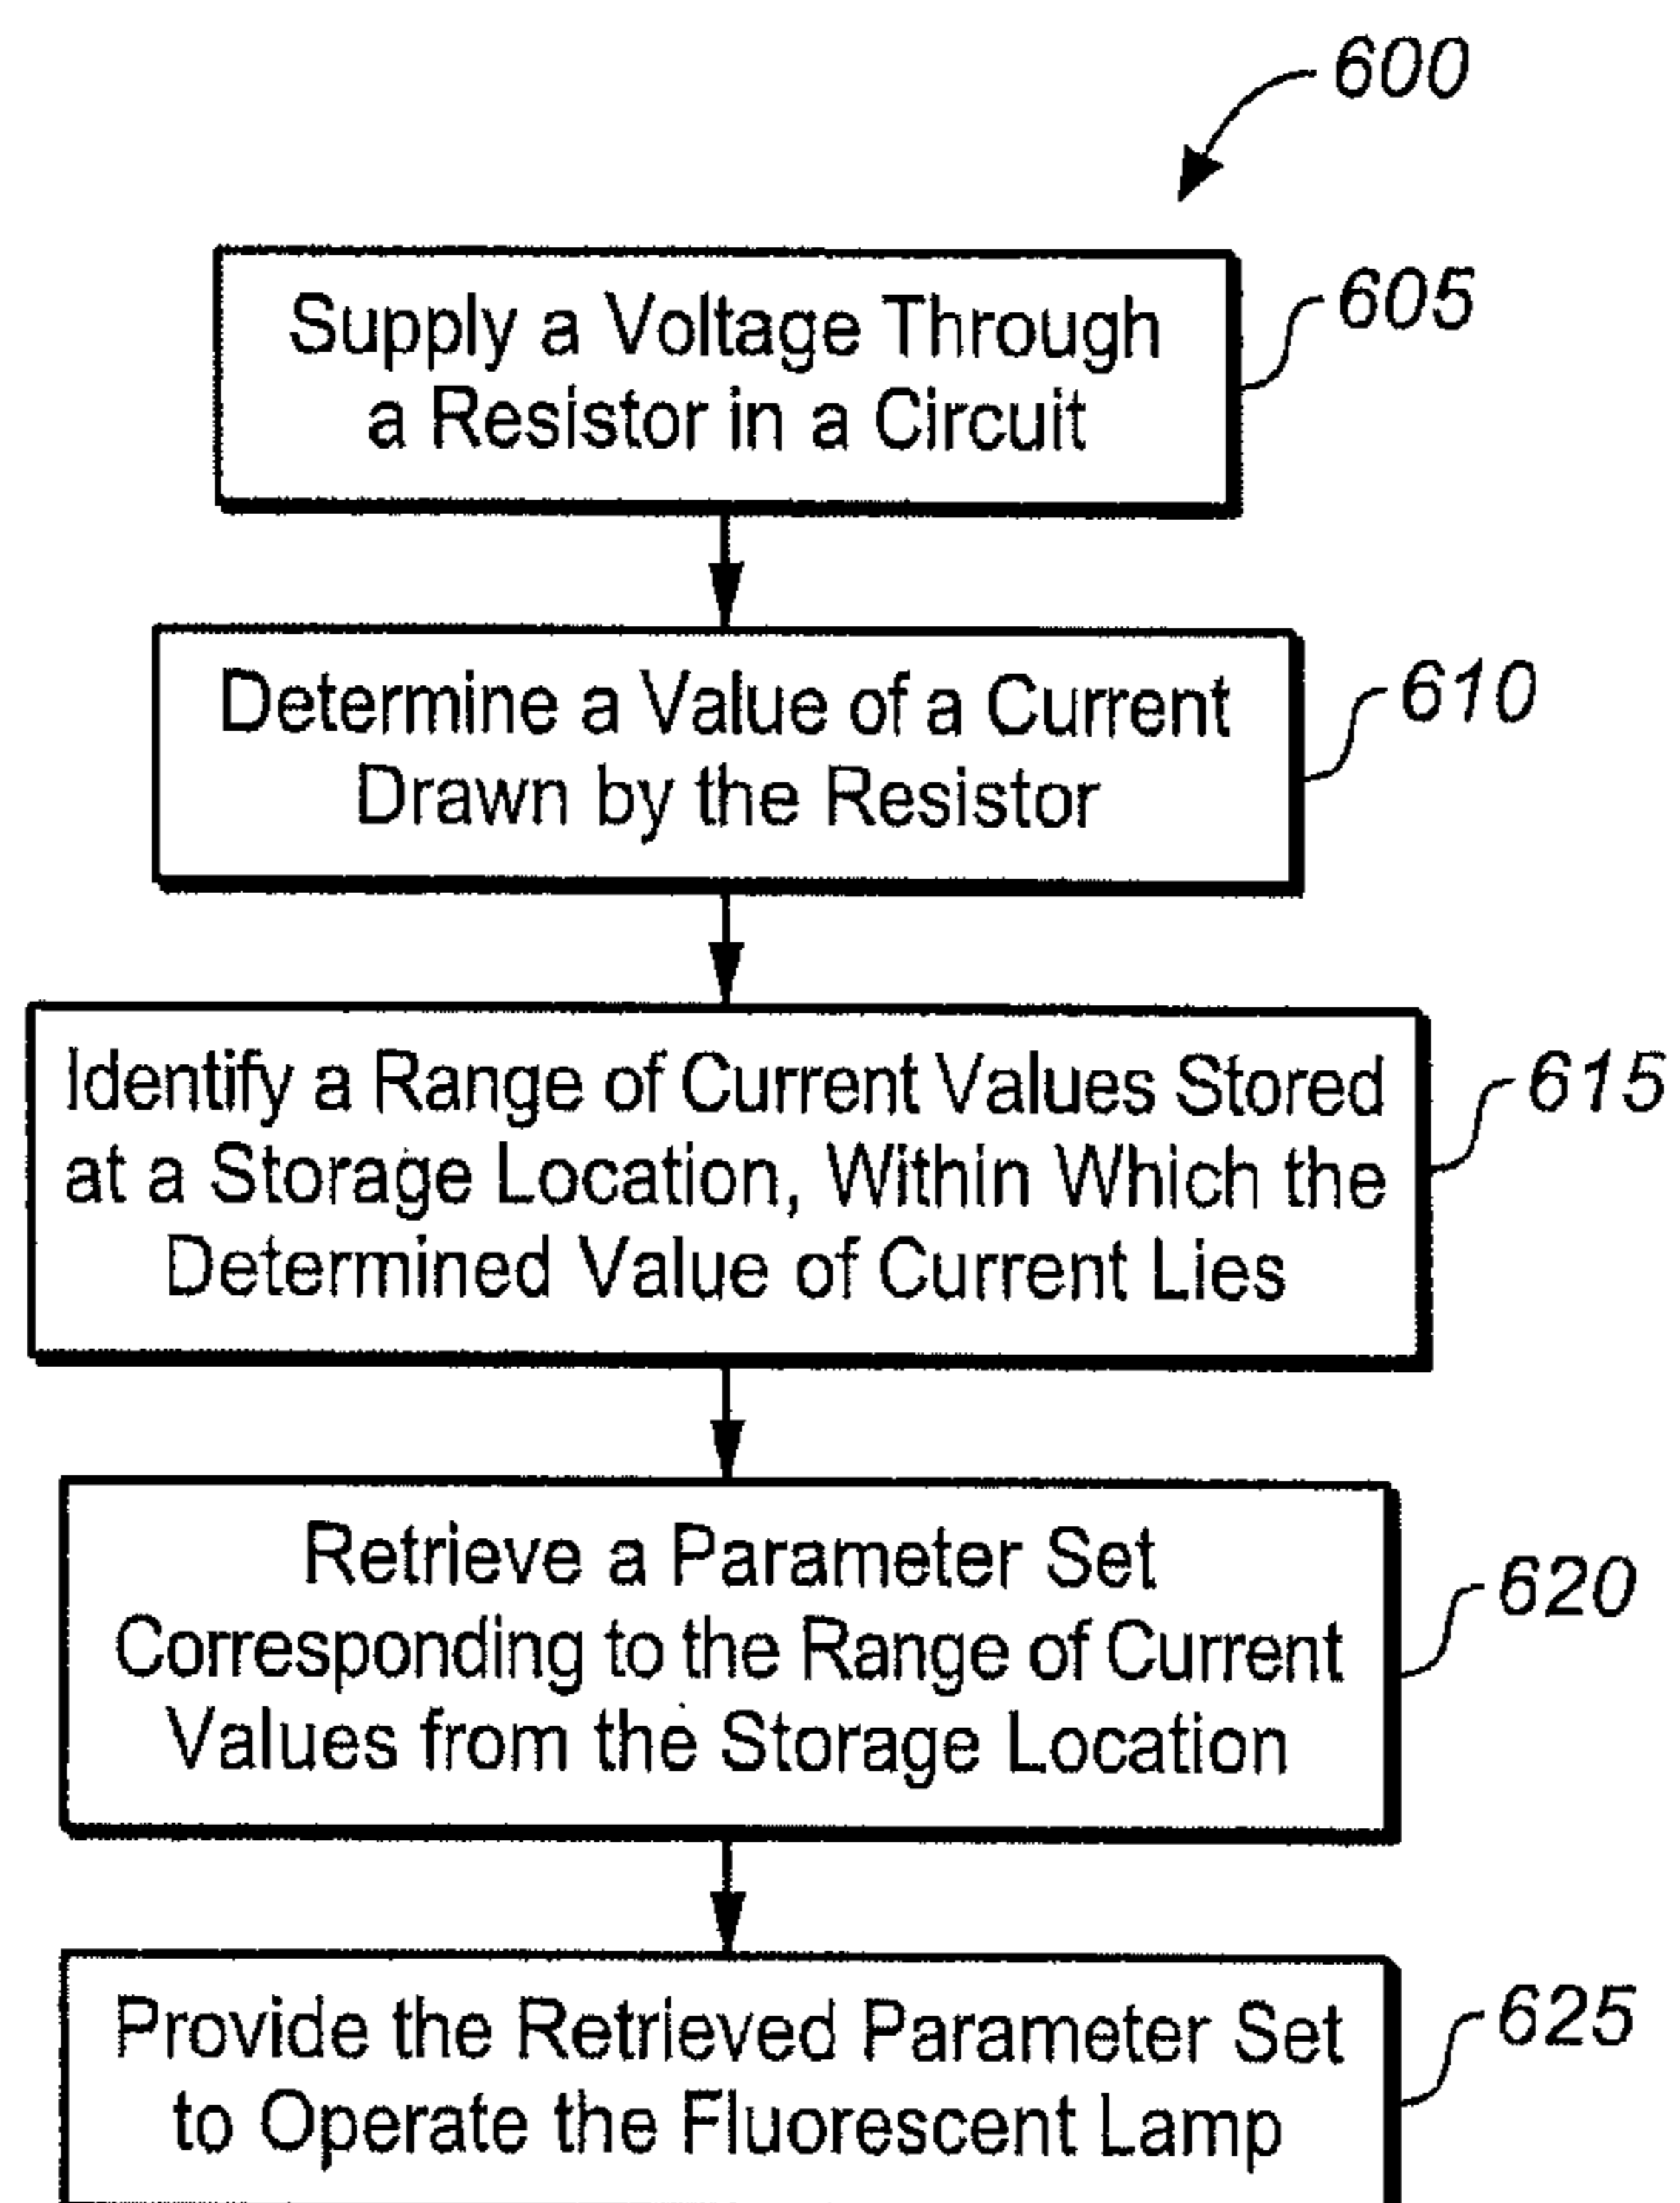 600
Supply a Voltage Through
a Resistor in a Circuit
605
Determine a Value of a Current
Drawn by the Resistor
610
Identify a Range of Current Values Stored
at a Storage Location, Within Which the
Determined Value of Current Lies
615
Retrieve a Parameter Set
Corresponding to the Range of Current
Values from the Storage Location
620
Provide the Retrieved Parameter Set
to Operate the Fluorescent Lamp
625